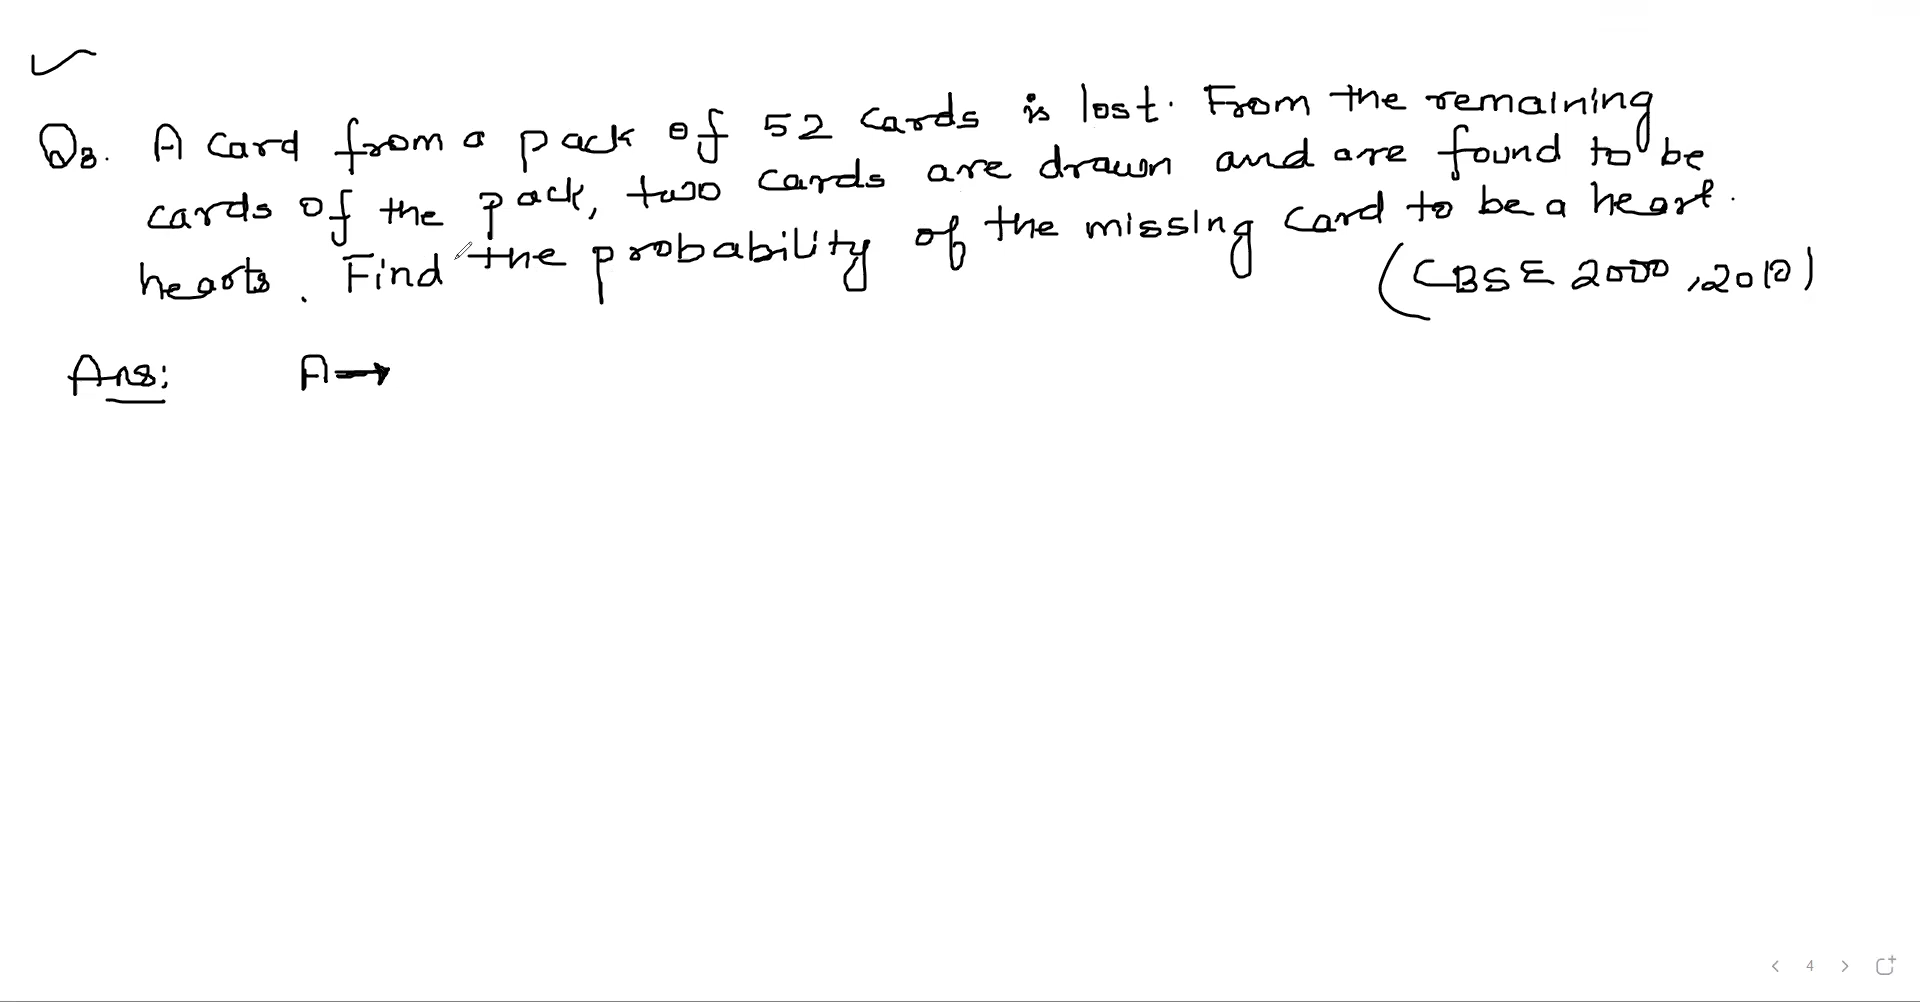 Q3. A card from a pack of 52 cards is lost. From the remaining
cards of the pack, two cards are drawn and are found to be
hearts. Find the probability of the missing card to be a heart.
(CBSE 2000, 2010)
Ans: A→
4